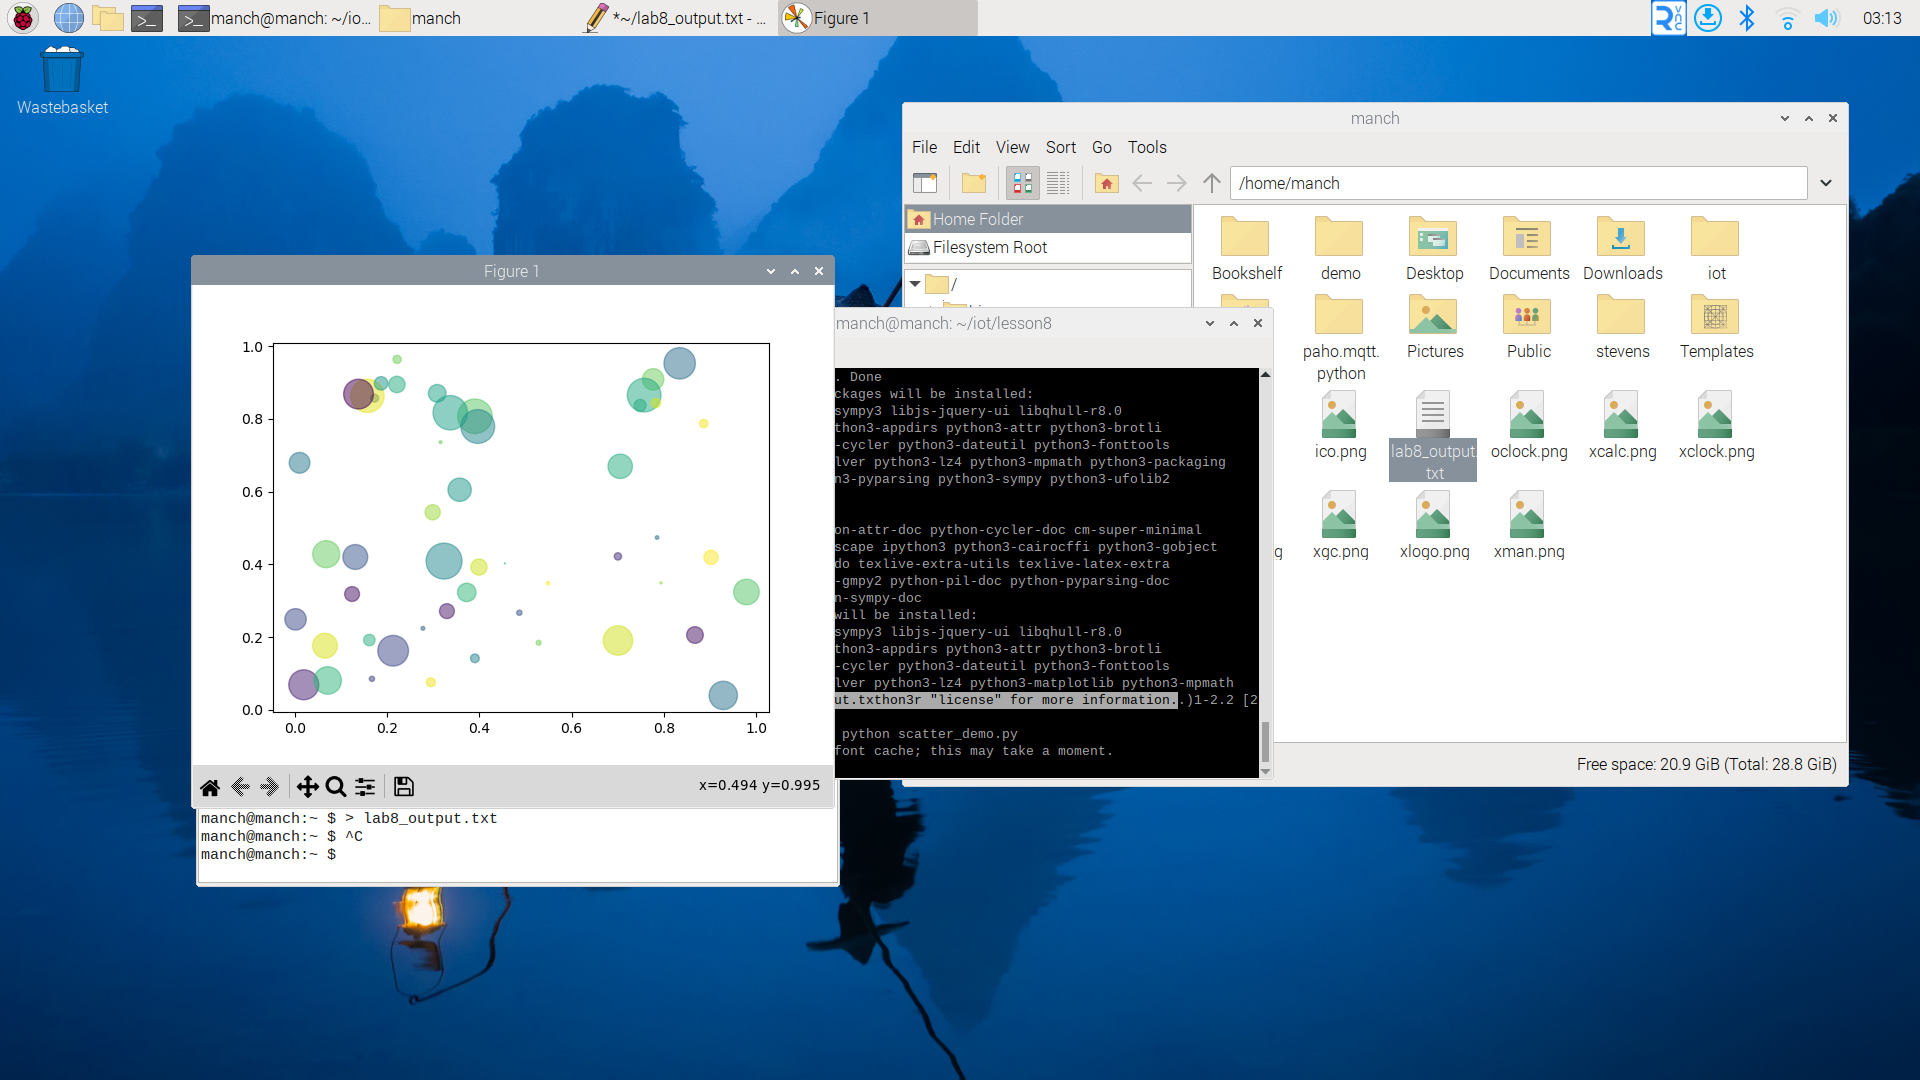 manch@manch: ~/io...
manch
*~/lab8_output.txt - ...
Figure 1
VNC
03:13
Wastebasket
manch
File Edit View Sort Go Tools
/home/manch
Home Folder
Filesystem Root
/
Bookshelf demo Desktop Documents Downloads iot
paho.mqtt.
python
Pictures Public stevens Templates
ico.png
lab8_output.
txt
oclock.png xcalc.png xclock.png
g xgc.png xlogo.png xman.png
Free space: 20.9 GiB (Total: 28.8 GiB)
Figure 1
1.0
0.8
0.6
0.4
0.2
0.0
0.0 0.2 0.4 0.6 0.8 1.0
x=0.494 y=0.995
manch@manch: ~/iot/lesson8
. Done
ckages will be installed:
sympy3 libjs-jquery-ui libqhull-r8.0
thon3-appdirs python3-attr python3-brotli
-cycler python3-dateutil python3-fonttools
lver python3-lz4 python3-mpmath python3-packaging
n3-pyparsing python3-sympy python3-ufolib2
on-attr-doc python-cycler-doc cm-super-minimal
scape ipython3 python3-cairocffi python3-gobject
do texlive-extra-utils texlive-latex-extra
-gmpy2 python-pil-doc python-pyparsing-doc
n-sympy-doc
will be installed:
sympy3 libjs-jquery-ui libqhull-r8.0
thon3-appdirs python3-attr python3-brotli
-cycler python3-dateutil python3-fonttools
lver python3-lz4 python3-matplotlib python3-mpmath
ut.txthon3r "license" for more information..)1-2.2 [2
python scatter_demo.py
font cache; this may take a moment.
manch@manch:~ $ > lab8_output.txt
manch@manch:~ $ ^C
manch@manch:~ $